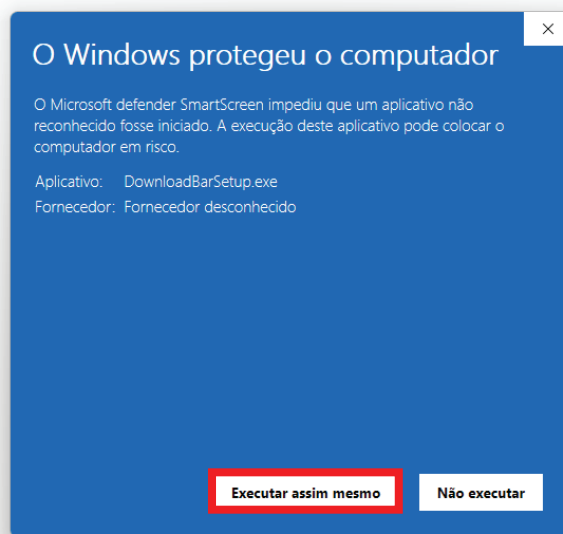 O Windows protegeu o computador
O Microsoft defender SmartScreen impediu que um aplicativo não
reconhecido fosse iniciado. A execução deste aplicativo pode colocar o
computador em risco.
Aplicativo: DownloadBarSetup.exe
Fornecedor: Fornecedor desconhecido
Executar assim mesmo
Não executar